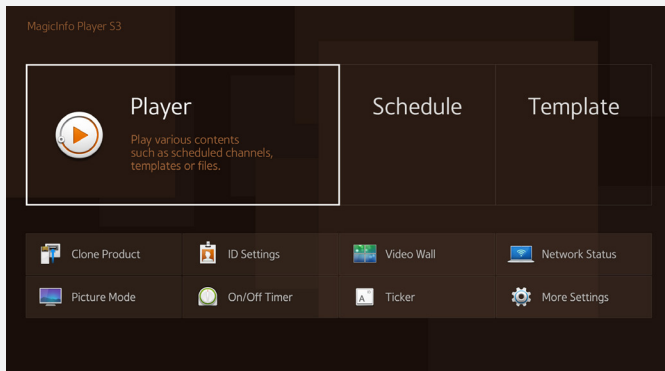 MagicInfo Player S3
Player
Play various contents
such as scheduled channels,
templates or files.
Schedule
Template
Clone Product
ID Settings
Video Wall
Network Status
Picture Mode
On/Off Timer
A
Ticker
More Settings